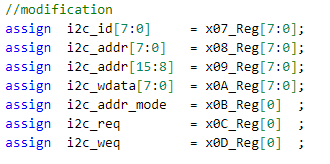 //modification
assign  i2c_id[7:0]     = x07_Reg[7:0];
assign  i2c_addr[7:0]   = x08_Reg[7:0];
assign  i2c_addr[15:8]  = x09_Reg[7:0];
assign  i2c_wdata[7:0]  = x0A_Reg[7:0];
assign  i2c_addr_mode   = x0B_Reg[0]  ;
assign  i2c_req         = x0C_Reg[0]  ;
assign  i2c_weq         = x0D_Reg[0]  ;